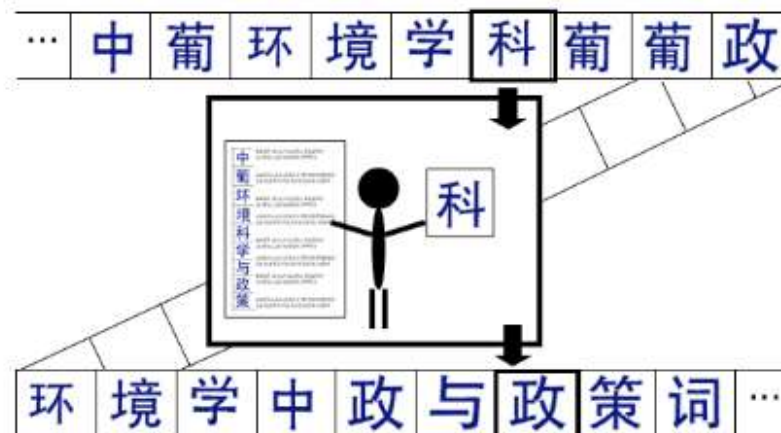 … 中 葡 环 境 学 科 葡 葡 政
中
葡
环
境
科
学
与
政
策
科
环 境 学 中 政 与 政 策 词 …